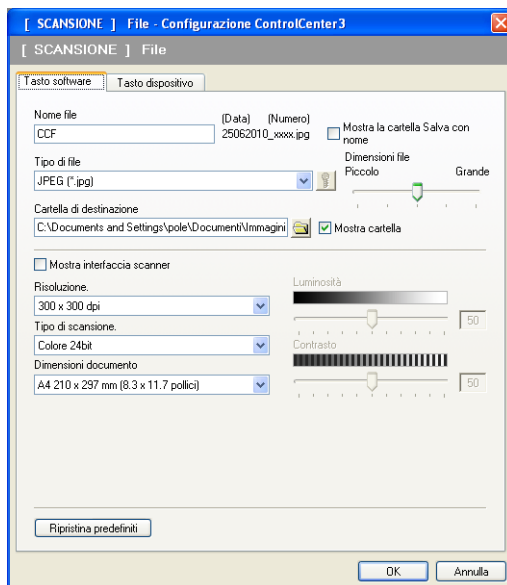 [ SCANSIONE ] File - Configurazione ControlCenter3
[ SCANSIONE ] File
Tasto software Tasto dispositivo
Nome file (Data) (Numero)
CCF 25062010_xxxx.jpg Mostra la cartella Salva con nome
Tipo di file Dimensioni file
JPEG (*.jpg) Piccolo Grande
Cartella di destinazione
C:\Documents and Settings\pole\Documenti\Immagini Mostra cartella
Mostra interfaccia scanner
Risoluzione. Luminosità
300 x 300 dpi 50
Tipo di scansione.
Colore 24bit Contrasto
Dimensioni documento
A4 210 x 297 mm (8.3 x 11.7 pollici) 50
Ripristina predefiniti
OK Annulla